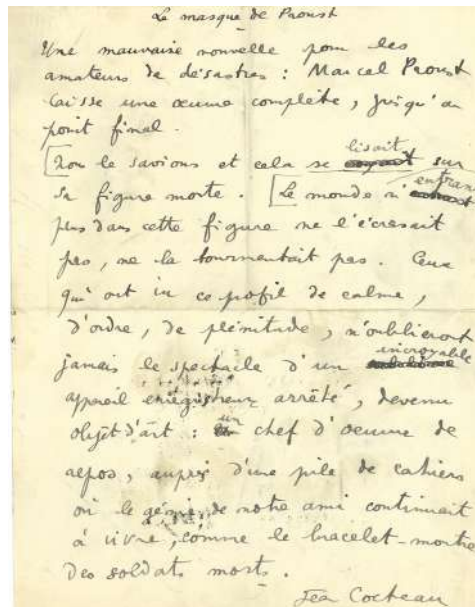 Le masque de Proust
Une mauvaise nouvelle pour les
amateurs de désastres : Marcel Proust
laisse une œuvre complète, jusqu'au
point final.
[Nous le savions et cela se lisait sur
sa figure morte. [Le monde n'entrant
plus dans cette figure ne l'écrasait
pas, ne la tourmentait pas. Ceux
qui ont vu ce profil de calme,
d'ordre, de plénitude, n'oublieront
jamais le spectacle d'un incroyable
appareil enregistreur arrêté, devenu
objet d'art : un chef d'œuvre de
repos, auprès d'une pile de cahiers
où le génie de notre ami continuait
à vivre, comme le bracelet-montre
des soldats morts.
Jean Cocteau